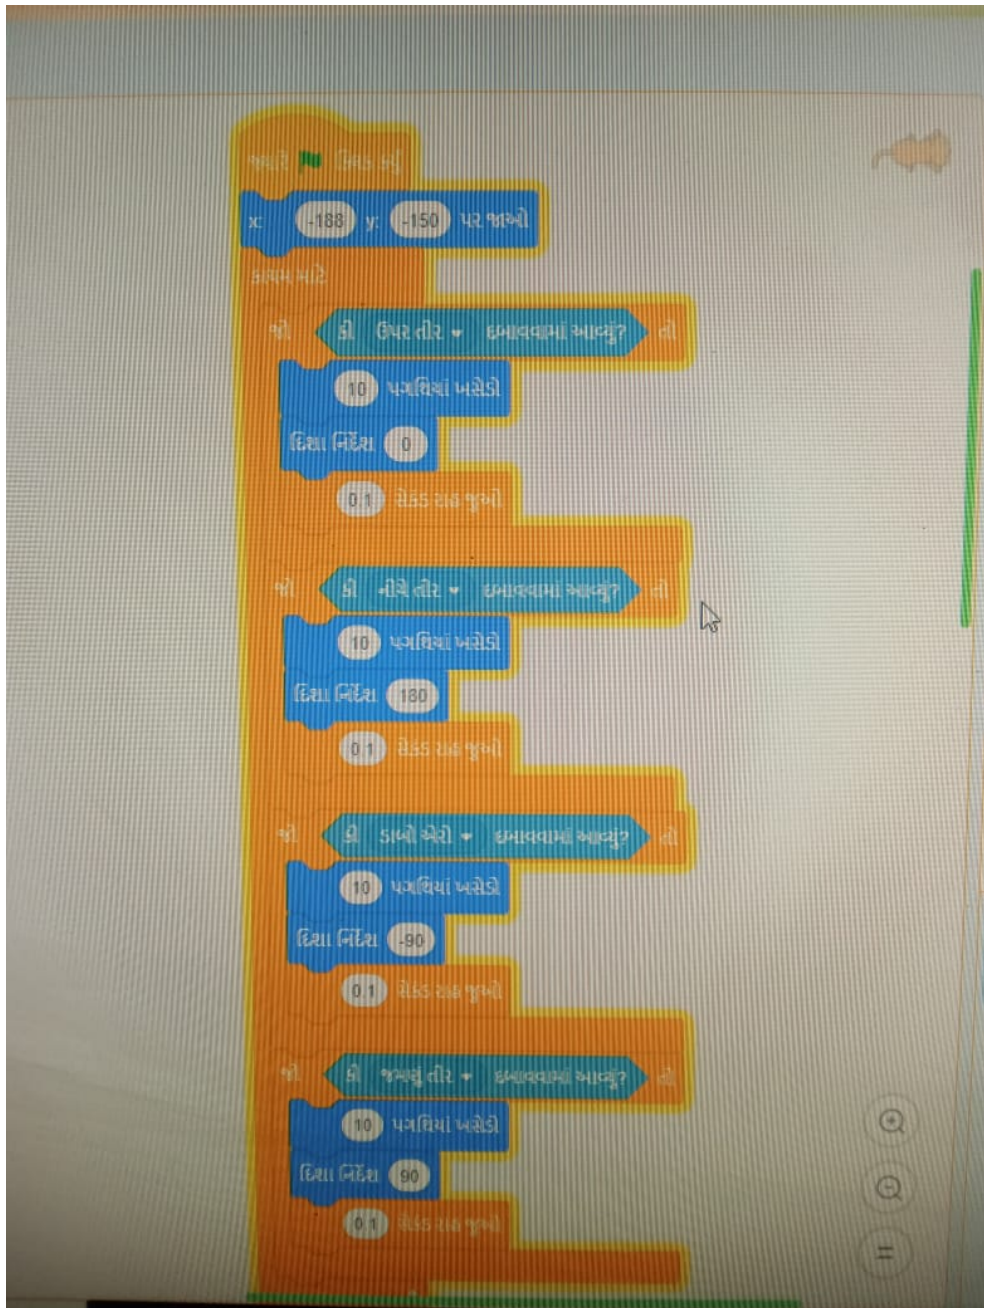 જ્યારે ક્લિક કર્યું
x: -188 y: -150 પર જાઓ
કાયમ માટે
જો કી ઉપર તીર દબાવવામાં આવ્યું? તો
10 પગથિયાં ખસેડો
દિશા નિર્દેશ 0
0.1 સેકંડ રાહ જુઓ
જો કી નીચે તીર દબાવવામાં આવ્યું? તો
10 પગથિયાં ખસેડો
દિશા નિર્દેશ 180
0.1 સેકંડ રાહ જુઓ
જો કી ડાબો એરો દબાવવામાં આવ્યું? તો
10 પગથિયાં ખસેડો
દિશા નિર્દેશ -90
0.1 સેકંડ રાહ જુઓ
જો કી જમણું તીર દબાવવામાં આવ્યું? તો
10 પગથિયાં ખસેડો
દિશા નિર્દેશ 90
0.1 સેકંડ રાહ જુઓ